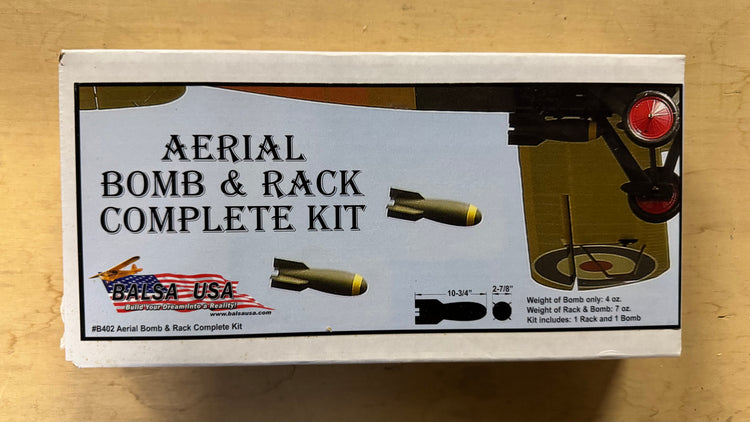 AERIAL
BOMB & RACK
COMPLETE KIT
BALSA USA
Build Your Dream Into a Reality!
www.balsausa.com
#B402 Aerial Bomb & Rack Complete Kit
10-3/4" 2-7/8"
Weight of Bomb only: 4 oz.
Weight of Rack & Bomb: 7 oz.
Kit includes: 1 Rack and 1 Bomb